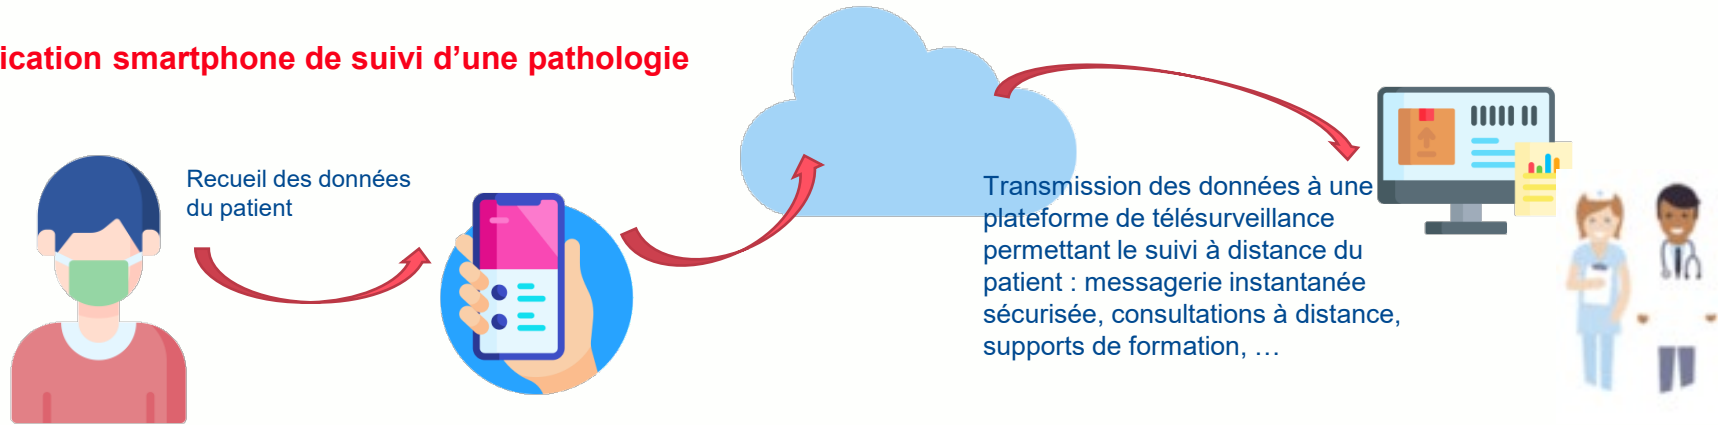 ication smartphone de suivi d’une pathologie
Recueil des données
du patient
Transmission des données à une
plateforme de télésurveillance
permettant le suivi à distance du
patient : messagerie instantanée
sécurisée, consultations à distance,
supports de formation, …